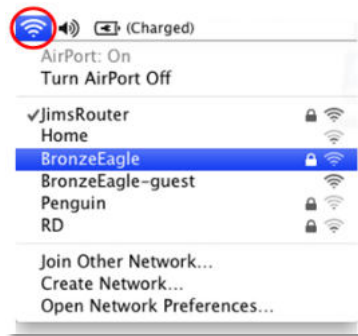 (Charged)
AirPort: On
Turn AirPort Off
JimsRouter
Home
BronzeEagle
BronzeEagle-guest
Penguin
RD
Join Other Network...
Create Network...
Open Network Preferences...